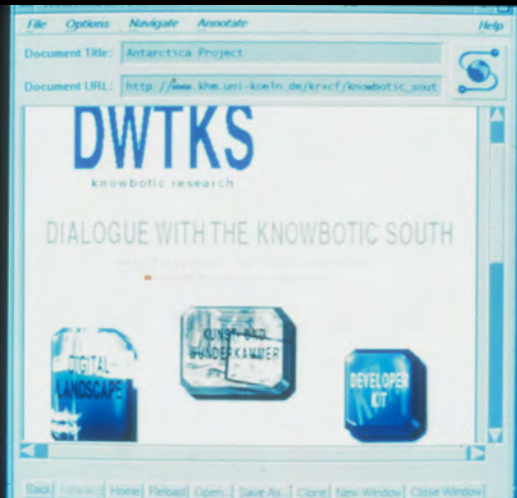 File Options Navigate Annotate Help
Document Title: Antarctica Project
Document URL: http://www.khm.uni-koeln.de/kr+cf/knowbotic_sout
DWTKS
knowbotic research
DIALOGUE WITH THE KNOWBOTIC SOUTH
DIGITAL
LANDSCAPE
KUNST- UND
WUNDERKAMMER
DEVELOPER
KIT
Back Forward Home Reload Open... Save As... Clone New Window Close Window